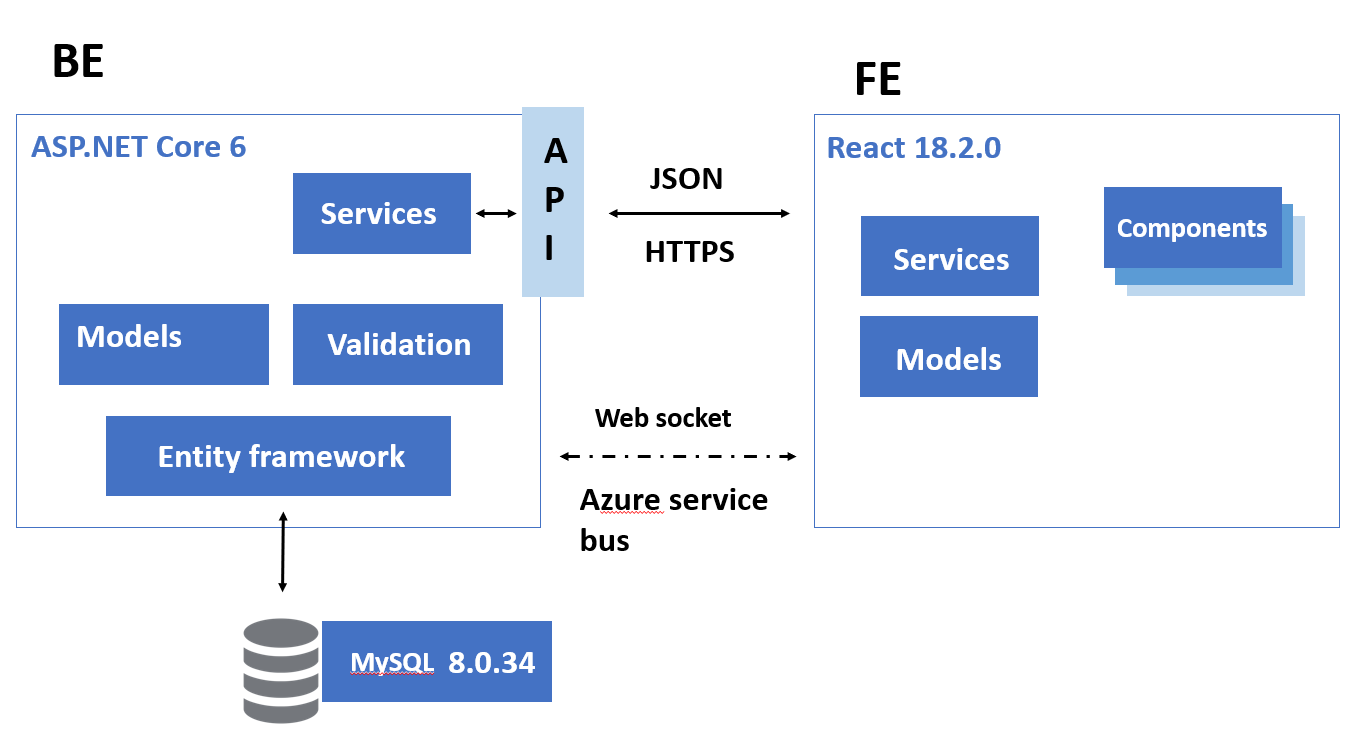 BE
FE
ASP.NET Core 6
Services
A
P
I
JSON
HTTPS
React 18.2.0
Services
Components
Models
Models
Validation
Entity framework
Web socket
Azure service
bus
MySQL 8.0.34